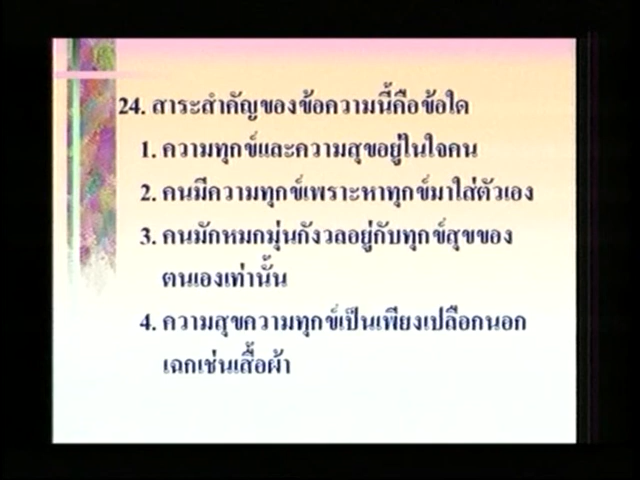 24. สาระสำคัญของข้อความนี้คือข้อใด
1. ความทุกข์และความสุขอยู่ในใจคน
2. คนมีความทุกข์เพราะหาทุกข์มาใส่ตัวเอง
3. คนมักหมกมุ่นกังวลอยู่กับทุกข์สุขของ
ตนเองเท่านั้น
4. ความสุขความทุกข์เป็นเพียงเปลือกนอก
เฉกเช่นเสื้อผ้า